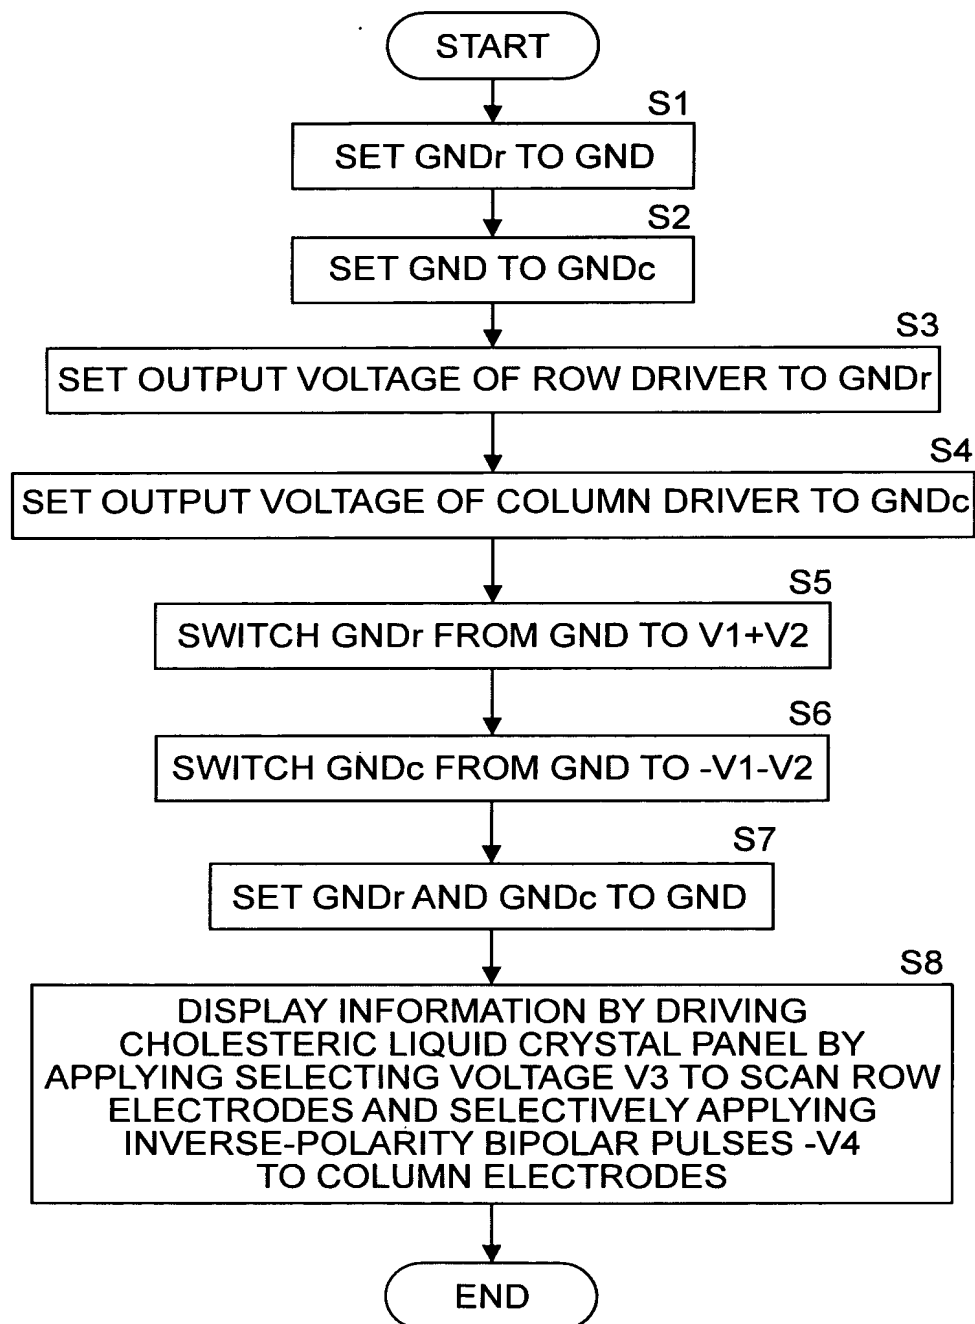 START
S1
SET GNDr TO GND
S2
SET GND TO GNDc
S3
SET OUTPUT VOLTAGE OF ROW DRIVER TO GNDr
S4
SET OUTPUT VOLTAGE OF COLUMN DRIVER TO GNDc
S5
SWITCH GNDr FROM GND TO V1+V2
S6
SWITCH GNDc FROM GND TO -V1-V2
S7
SET GNDr AND GNDc TO GND
S8
DISPLAY INFORMATION BY DRIVING
CHOLESTERIC LIQUID CRYSTAL PANEL BY
APPLYING SELECTING VOLTAGE V3 TO SCAN ROW
ELECTRODES AND SELECTIVELY APPLYING
INVERSE-POLARITY BIPOLAR PULSES -V4
TO COLUMN ELECTRODES
END